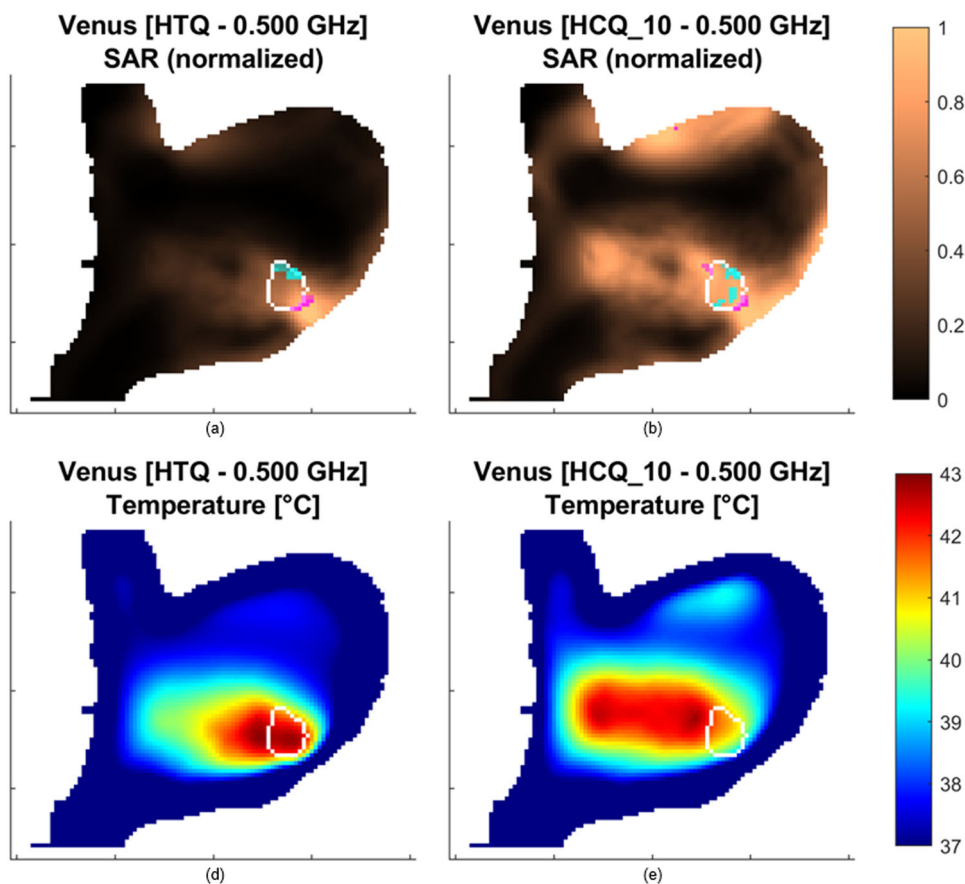 Venus [HTQ - 0.500 GHz]
SAR (normalized)
Venus [HCQ_10 - 0.500 GHz]
SAR (normalized)
1
0.8
0.6
0.4
0.2
0
(a)
(b)
Venus [HTQ - 0.500 GHz]
Temperature [°C]
Venus [HCQ_10 - 0.500 GHz]
Temperature [°C]
43
42
41
40
39
38
37
(d)
(e)